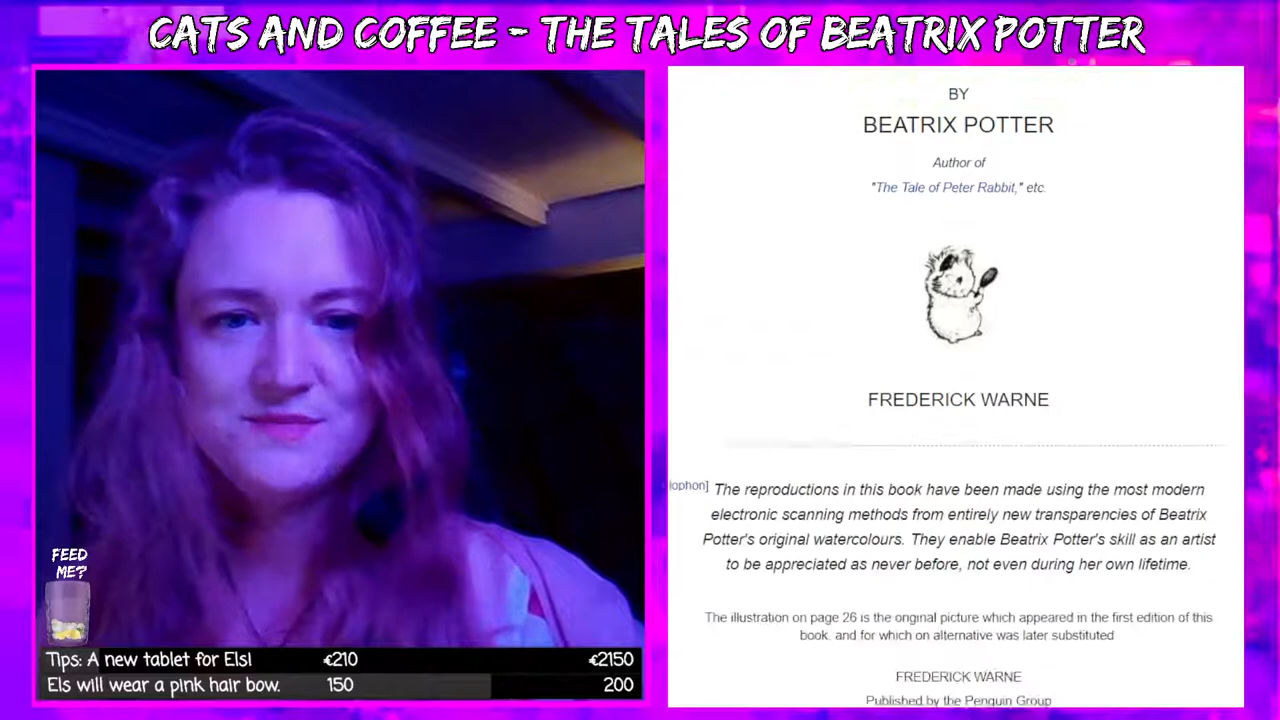 CATS AND COFFEE - THE TALES OF BEATRIX POTTER
FEED
ME?
Tips: A new tablet for Els! €210 €2150
Els will wear a pink hair bow. 150 200
BY
BEATRIX POTTER
Author of
"The Tale of Peter Rabbit," etc.
FREDERICK WARNE
lophon] The reproductions in this book have been made using the most modern
electronic scanning methods from entirely new transparencies of Beatrix
Potter's original watercolours. They enable Beatrix Potter's skill as an artist
to be appreciated as never before, not even during her own lifetime.
The illustration on page 26 is the original picture which appeared in the first edition of this
book. and for which on alternative was later substituted
FREDERICK WARNE
Published by the Penguin Group